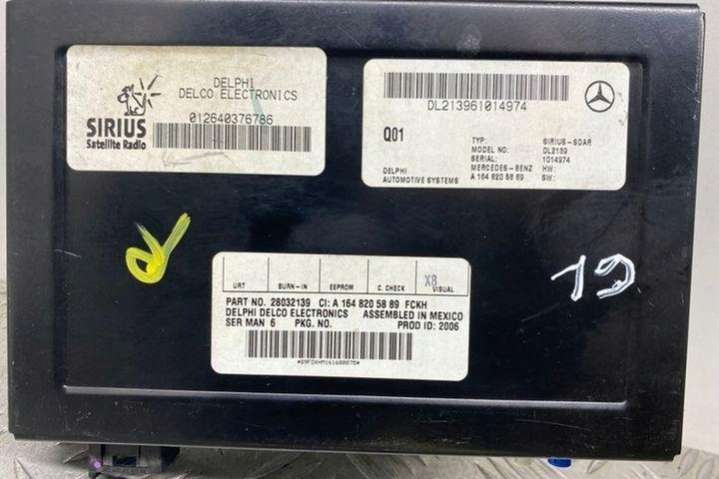 SIRIUS
Satellite Radio
DELPHI
DELCO ELECTRONICS
012640376786
DL213961014974
Q01
DELPHI
AUTOMOTIVE SYSTEMS
TYP: SIRIUS-SDAR
MODEL NO: DL2139
SERIAL: 1014974
MERCEDES-BENZ HW:
A 164 820 58 89 SW:
19
URT BURN-IN EEPROM C. CHECK X8 VISUAL
PART NO. 28032139 CI: A 164 820 58 89 FCKH
DELPHI DELCO ELECTRONICS ASSEMBLED IN MEXICO
SER MAN 6 PKG. NO. PROD ID: 2006